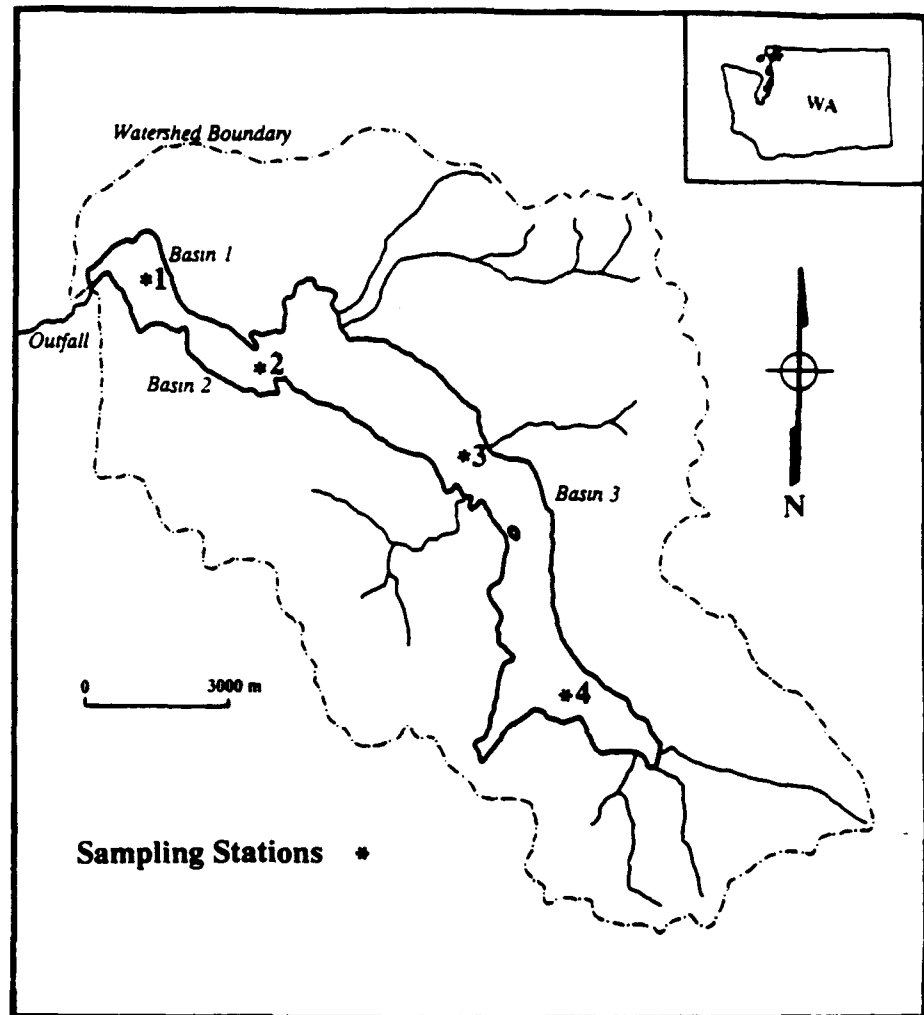 WA
Watershed Boundary
Basin 1
*1
Outfall
*2
Basin 2
*3
Basin 3
N
0 3000 m
*4
Sampling Stations *